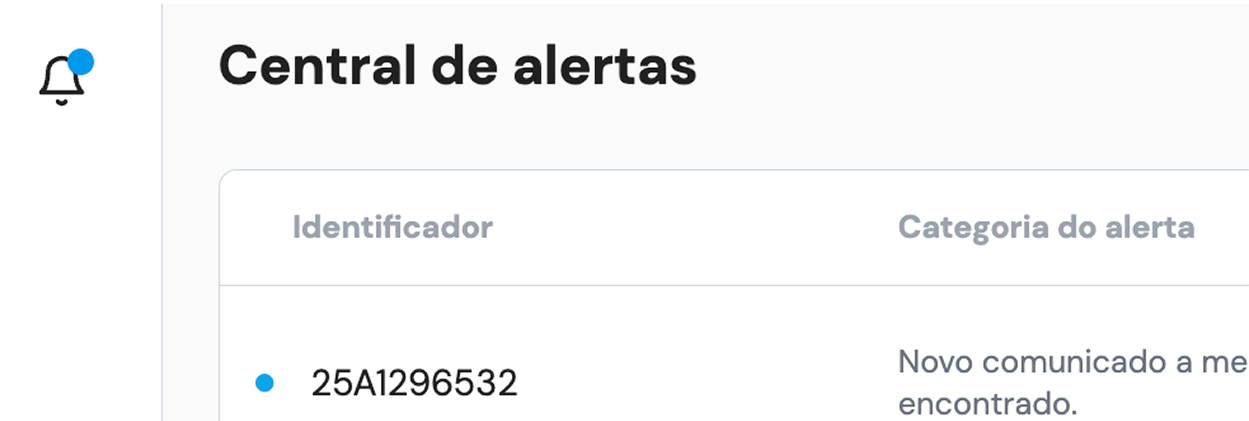 Central de alertas
Identificador
Categoria do alerta
25A1296532
Novo comunicado a me
encontrado.